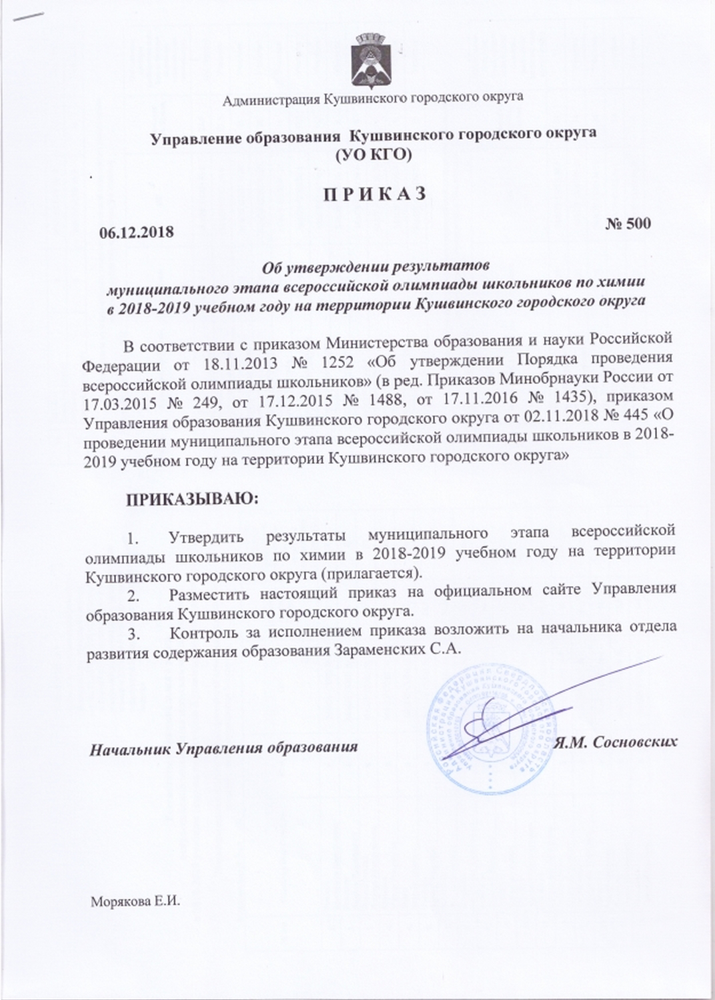 Администрация Кушвинского городского округа
Управление образования Кушвинского городского округа
(УО КГО)
П Р И К А З
06.12.2018 № 500
Об утверждении результатов
муниципального этапа всероссийской олимпиады школьников по химии
в 2018-2019 учебном году на территории Кушвинского городского округа
В соответствии с приказом Министерства образования и науки Российской
Федерации от 18.11.2013 № 1252 «Об утверждении Порядка проведения
всероссийской олимпиады школьников» (в ред. Приказов Минобрнауки России от
17.03.2015 № 249, от 17.12.2015 № 1488, от 17.11.2016 № 1435), приказом
Управления образования Кушвинского городского округа от 02.11.2018 № 445 «О
проведении муниципального этапа всероссийской олимпиады школьников в 2018-
2019 учебном году на территории Кушвинского городского округа»
ПРИКАЗЫВАЮ:
1. Утвердить результаты муниципального этапа всероссийской
олимпиады школьников по химии в 2018-2019 учебном году на территории
Кушвинского городского округа (прилагается).
2. Разместить настоящий приказ на официальном сайте Управления
образования Кушвинского городского округа.
3. Контроль за исполнением приказа возложить на начальника отдела
развития содержания образования Зараменских С.А.
Российская Федерация Свердловская область
Администрация Кушвинского городского округа
Начальник Управления образования Я.М. Сосновских
Морякова Е.И.